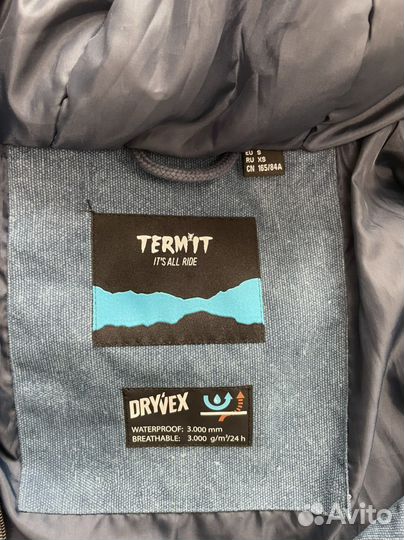 EU S
RU XS
CN 165/84A
TERMIT
IT'S ALL RIDE
DRYVEX
WATERPROOF: 3.000 mm
BREATHABLE: 3.000 g/m²/24 h
Avito